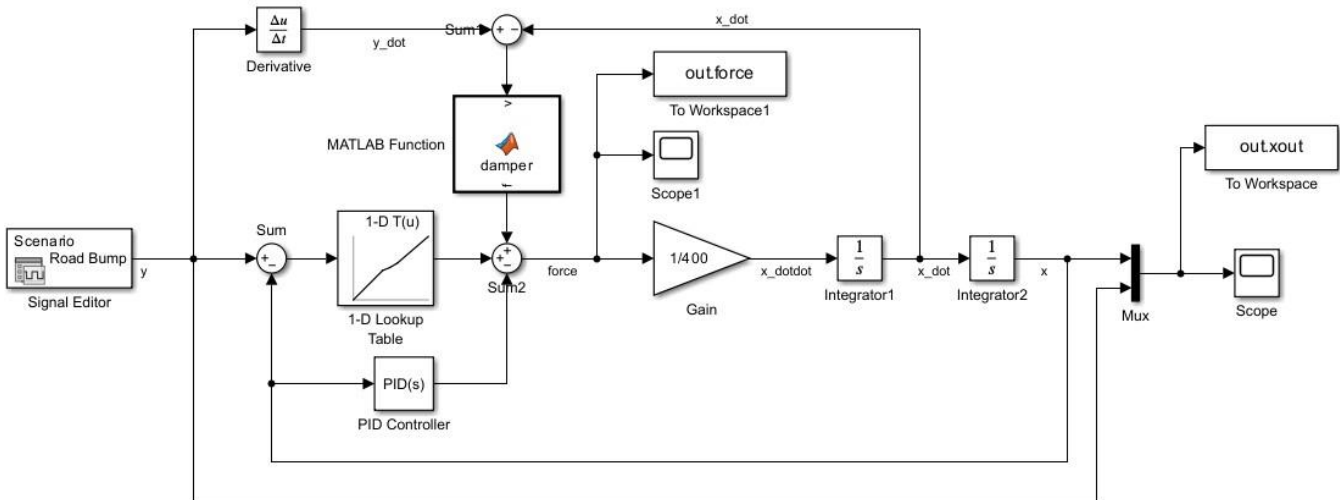 Δu
Δt
Derivative
y_dot
Sum
+
−
x_dot
out.force
To Workspace1
MATLAB Function
v
damper
f
Scope1
out.xout
To Workspace
Scenario
Road Bump
Signal Editor
y
Sum
+
−
1-D T(u)
1-D Lookup
Table
+
+
−
Sum2
force
1/400
Gain
x_dotdot
1
s
Integrator1
x_dot
1
s
Integrator2
x
Mux
Scope
PID(s)
PID Controller